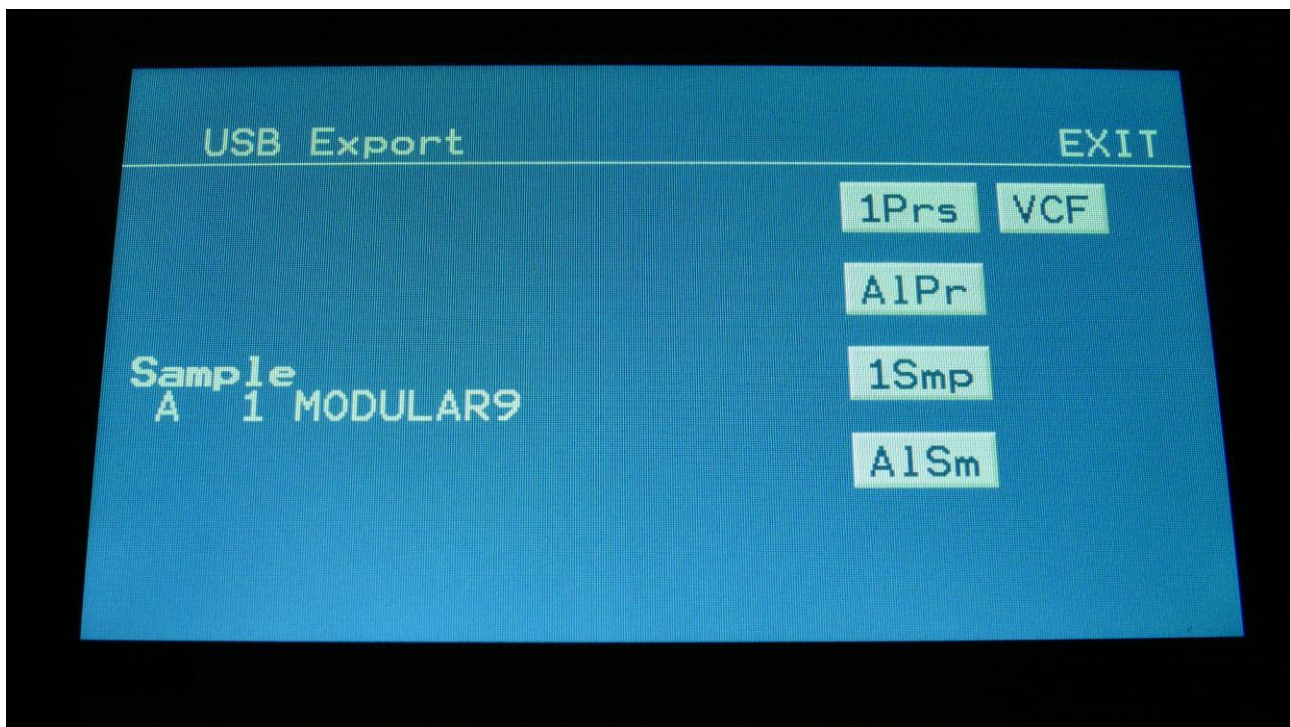 USB Export EXIT
1Prs VCF
AlPr
Sample
1Smp
A 1 MODULAR9
AlSm